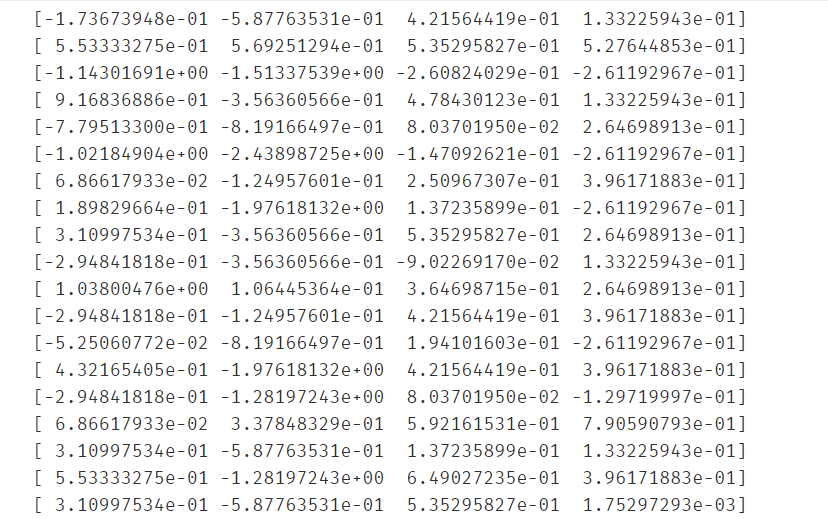 [-1.73673948e-01 -5.87763531e-01  4.21564419e-01  1.33225943e-01]
[ 5.53333275e-01  5.69251294e-01  5.35295827e-01  5.27644853e-01]
[-1.14301691e+00 -1.51337539e+00 -2.60824029e-01 -2.61192967e-01]
[ 9.16836886e-01 -3.56360566e-01  4.78430123e-01  1.33225943e-01]
[-7.79513300e-01 -8.19166497e-01  8.03701950e-02  2.64698913e-01]
[-1.02184904e+00 -2.43898725e+00 -1.47092621e-01 -2.61192967e-01]
[ 6.86617933e-02 -1.24957601e-01  2.50967307e-01  3.96171883e-01]
[ 1.89829664e-01 -1.97618132e+00  1.37235899e-01 -2.61192967e-01]
[ 3.10997534e-01 -3.56360566e-01  5.35295827e-01  2.64698913e-01]
[-2.94841818e-01 -3.56360566e-01 -9.02269170e-02  1.33225943e-01]
[ 1.03800476e+00  1.06445364e-01  3.64698715e-01  2.64698913e-01]
[-2.94841818e-01 -1.24957601e-01  4.21564419e-01  3.96171883e-01]
[-5.25060772e-02 -8.19166497e-01  1.94101603e-01 -2.61192967e-01]
[ 4.32165405e-01 -1.97618132e+00  4.21564419e-01  3.96171883e-01]
[-2.94841818e-01 -1.28197243e+00  8.03701950e-02 -1.29719997e-01]
[ 6.86617933e-02  3.37848329e-01  5.92161531e-01  7.90590793e-01]
[ 3.10997534e-01 -5.87763531e-01  1.37235899e-01  1.33225943e-01]
[ 5.53333275e-01 -1.28197243e+00  6.49027235e-01  3.96171883e-01]
[ 3.10997534e-01 -5.87763531e-01  5.35295827e-01  1.75297293e-03]